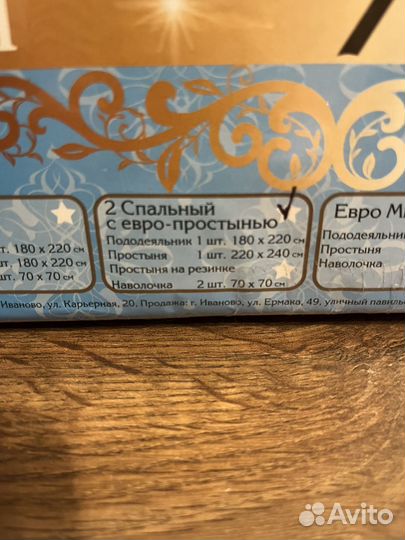 2 Спальный
с евро-простынью
Пододеяльник 1 шт. 180 x 220 см
Простыня 1 шт. 220 x 240 см
Простыня на резинке
Наволочка 2 шт. 70 x 70 см
шт. 180 x 220 см
шт. 180 x 220 см
шт. 70 x 70 см
Евро
Пододеяльник
Простыня
Наволочка
Иваново, ул. Карьерная, 20, Продажа: г. Иваново, ул. Ермака, 49, уличный
Avito